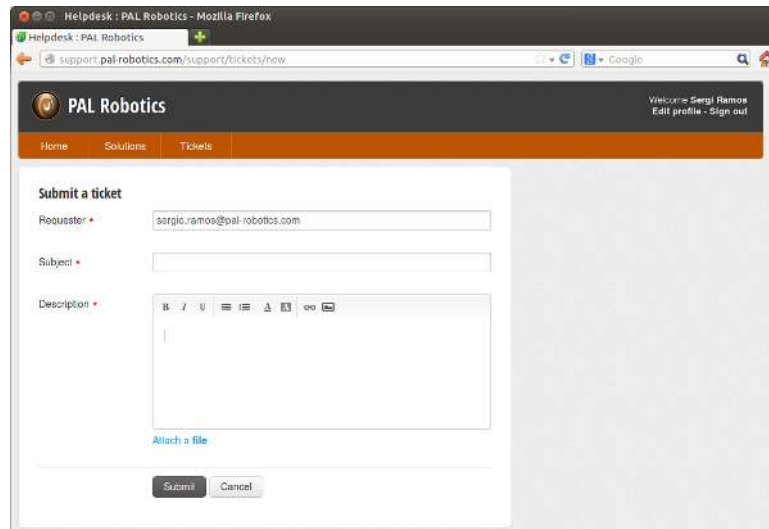 Helpdesk : PAL Robotics - Mozilla Firefox
Helpdesk : PAL Robotics
support.pal-robotics.com/support/tickets/new
Google
PAL Robotics
Welcome Sergi Ramos
Edit profile - Sign out
Home Solutions Tickets
Submit a ticket
Requester * sergio.ramos@pal-robotics.com
Subject *
Description *
B I U A A
Attach a file
Submit Cancel